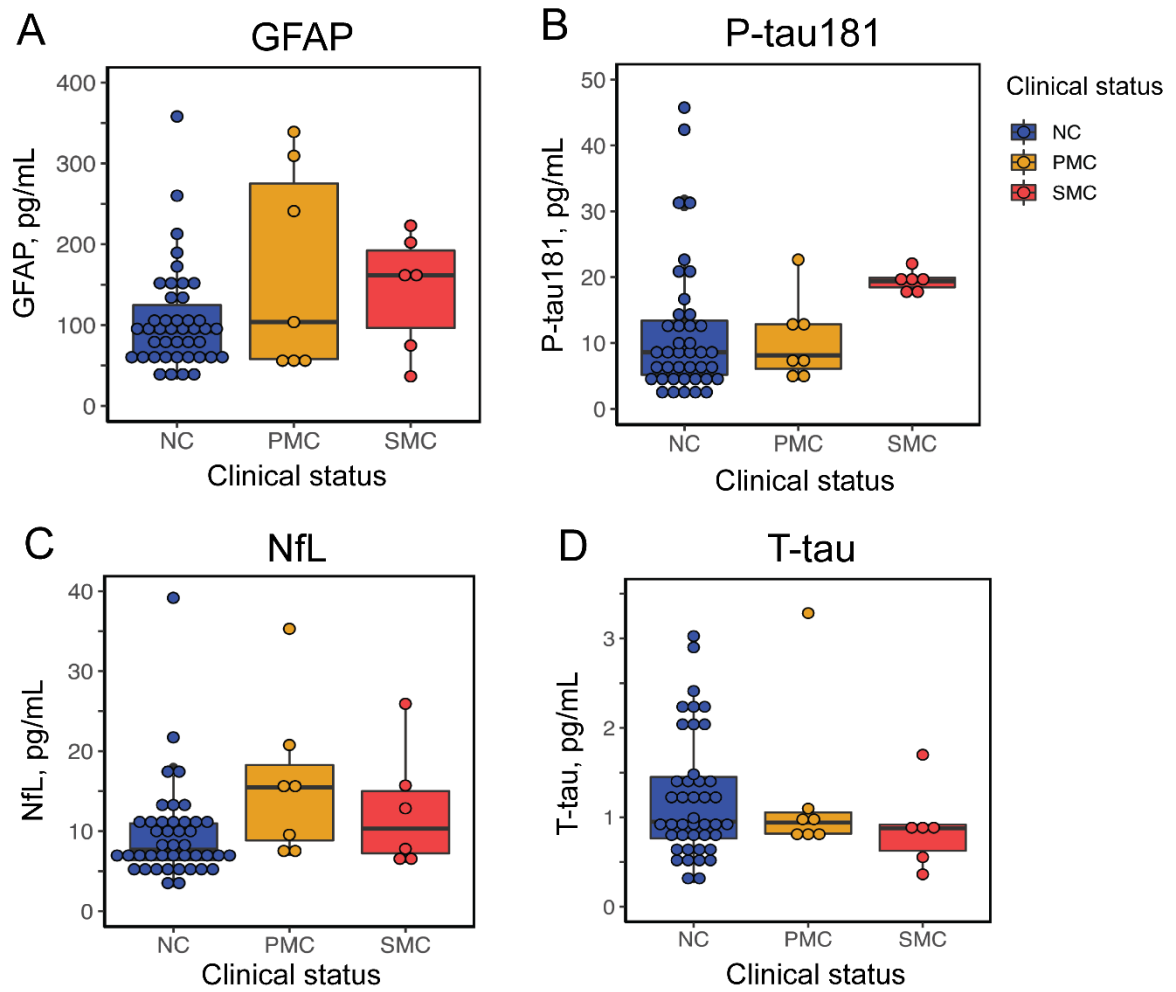 A
GFAP
GFAP, pg/mL
400
300
200
100
0
NC PMC SMC
Clinical status
B
P-tau181
P-tau181, pg/mL
50
40
30
20
10
0
NC PMC SMC
Clinical status
Clinical status
NC
PMC
SMC
C
NfL
NfL, pg/mL
40
30
20
10
0
NC PMC SMC
Clinical status
D
T-tau
T-tau, pg/mL
3
2
1
0
NC PMC SMC
Clinical status